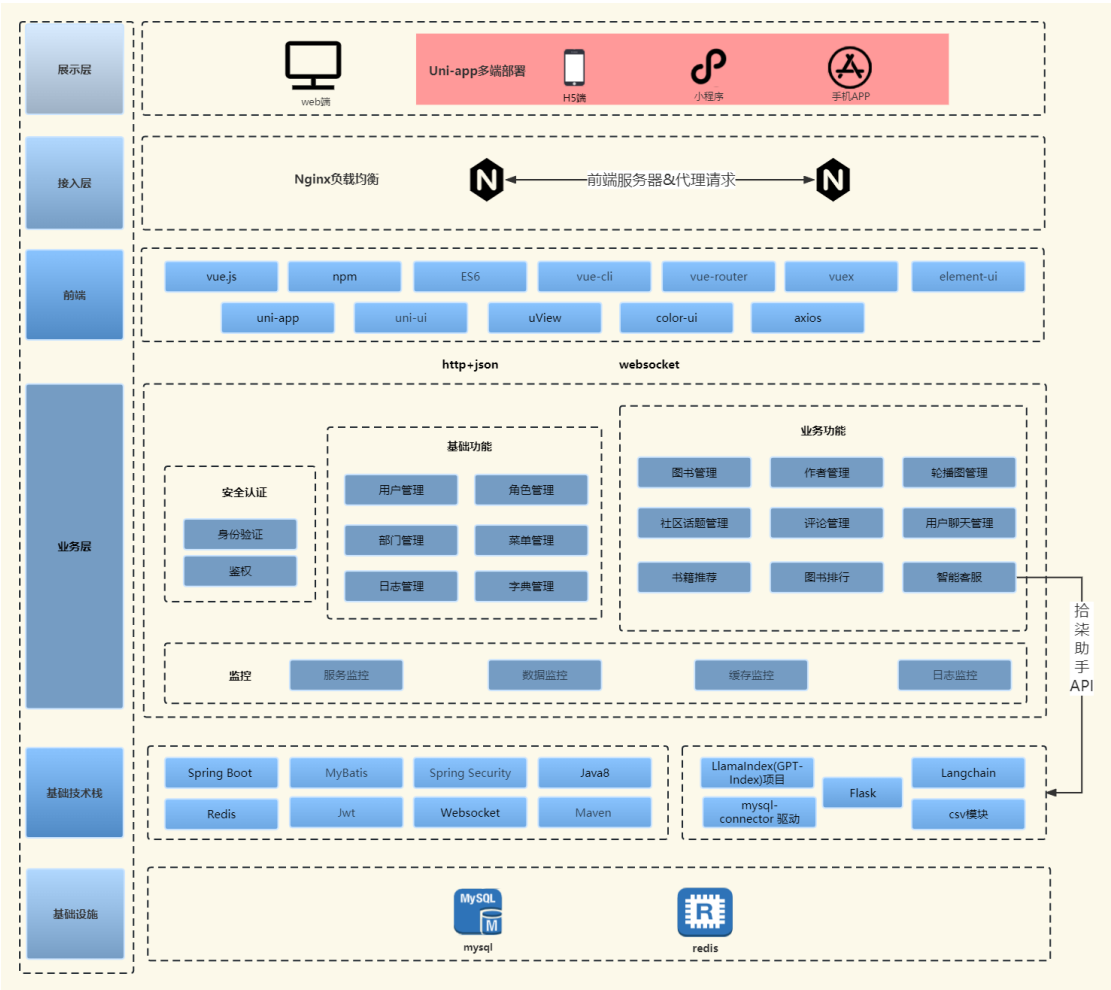 展示层
web端
Uni-app多端部署
H5端
小程序
手机APP
接入层
Nginx负载均衡
N
前端服务器&代理请求
N
前端
vue.js
npm
ES6
vue-cli
vue-router
vuex
element-ui
uni-app
uni-ui
uView
color-ui
axios
http+json
websocket
业务层
安全认证
身份验证
鉴权
基础功能
用户管理
角色管理
部门管理
菜单管理
日志管理
字典管理
业务功能
图书管理
作者管理
轮播图管理
社区话题管理
评论管理
用户聊天管理
书籍推荐
图书排行
智能客服
监控
服务监控
数据监控
缓存监控
日志监控
拾
柒
助
手
API
基础技术栈
Spring Boot
MyBatis
Spring Security
Java8
Redis
Jwt
Websocket
Maven
LlamaIndex(GPT-
Index)项目
mysql-
connector 驱动
Flask
Langchain
csv模块
基础设施
MySQL
M
mysql
R
redis